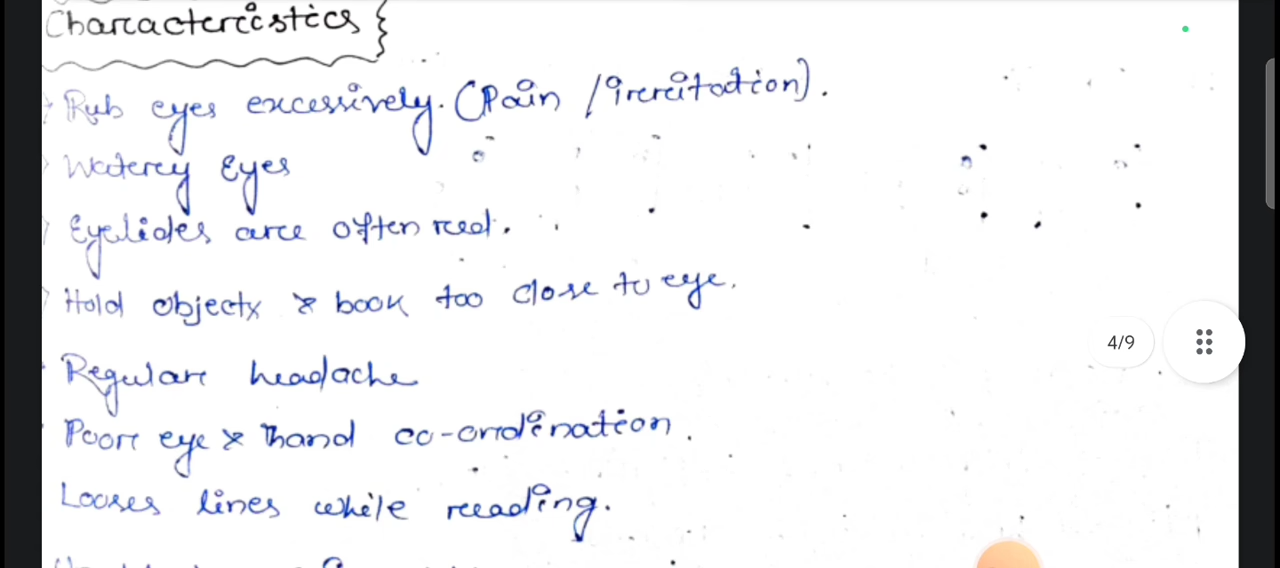 Characteristics }
Rub eyes excessively. (Pain / irritation).
Watery Eyes
Eyelides are often red.
Hold objects & book too close to eye.
Regular headache
4/9
Poor eye & hand co-ordination.
Looses lines while reading.